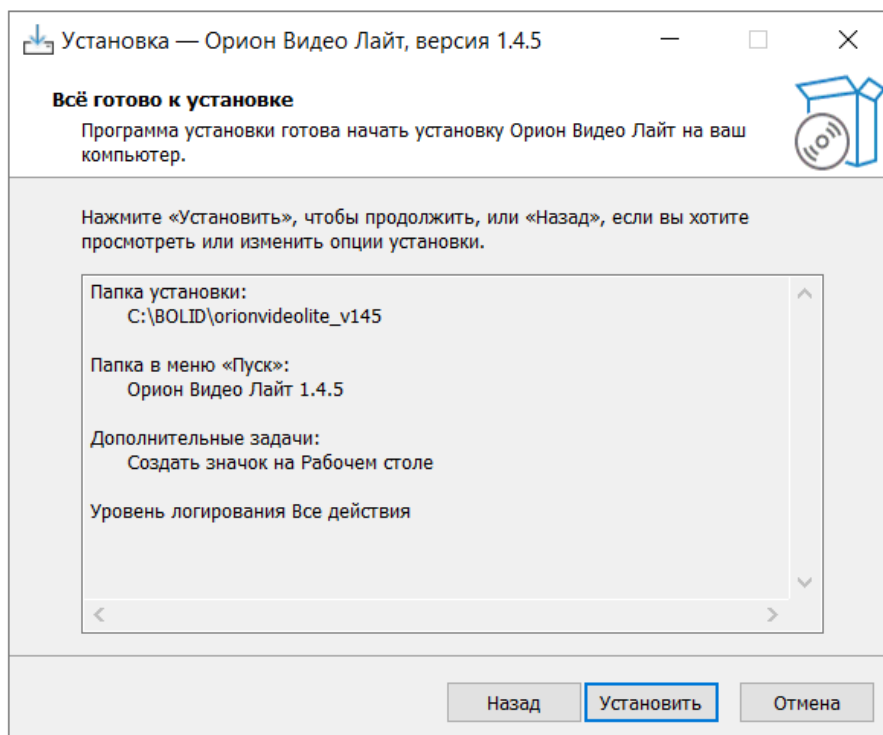 Установка — Орион Видео Лайт, версия 1.4.5
Всё готово к установке
Программа установки готова начать установку Орион Видео Лайт на ваш
компьютер.
Нажмите «Установить», чтобы продолжить, или «Назад», если вы хотите
просмотреть или изменить опции установки.
Папка установки:
C:\BOLID\orionvideolite_v145
Папка в меню «Пуск»:
Орион Видео Лайт 1.4.5
Дополнительные задачи:
Создать значок на Рабочем столе
Уровень логирования Все действия
Назад
Установить
Отмена